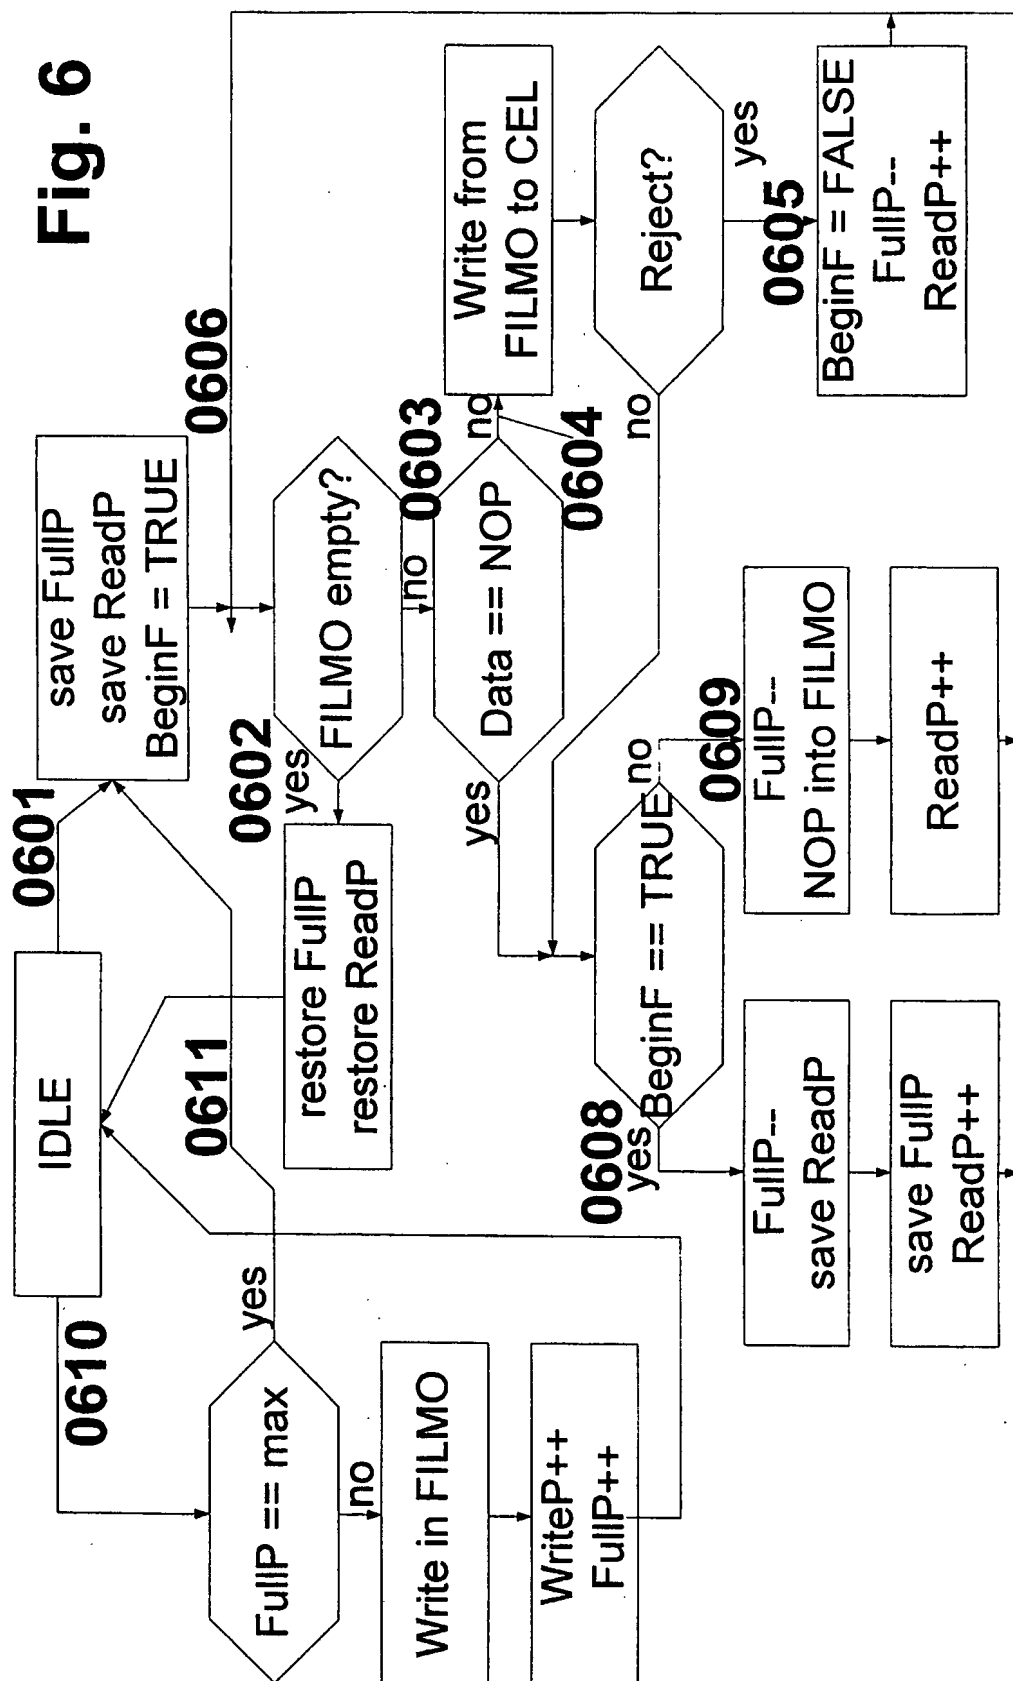 Fig. 6
IDLE
0610
0601
save FullP
save ReadP
BeginF = TRUE
0606
FullP == max
yes
no
0611
Write in FILMO
WriteP++
FullP++
0602
yes
FILMO empty?
no
restore FullP
restore ReadP
0603
Data == NOP
yes
no
0604
Write from
FILMO to CEL
Reject?
no
yes
0605
BeginF = FALSE
FullP--
ReadP++
0608
yes
BeginF == TRUE
no
0609
FullP--
save ReadP
save FullP
ReadP++
FullP--
NOP into FILMO
ReadP++